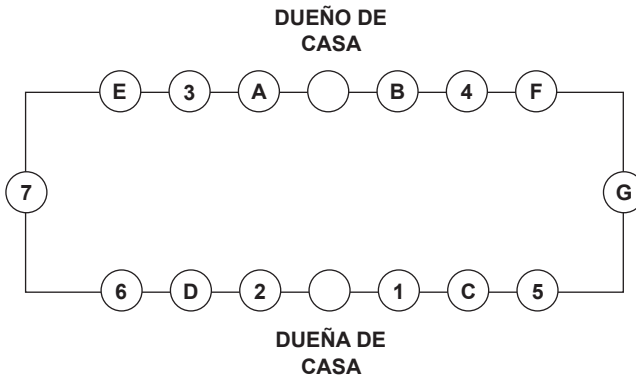 DUEÑO DE
CASA
E 3 A B 4 F
7 G
6 D 2 1 C 5
DUEÑA DE
CASA